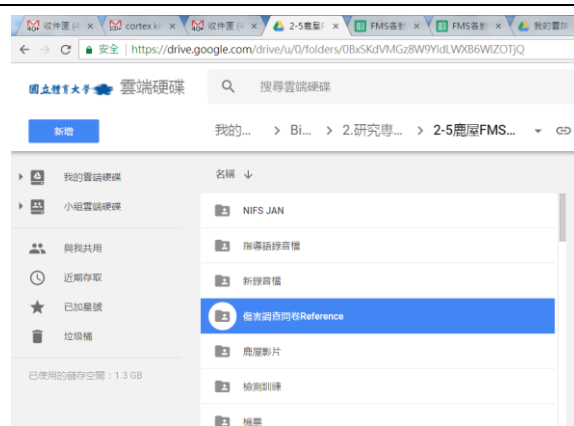 收件匣 (4 × cortex ki × 收件匣 (4 × 2-5鹿屋F × FMS各動 × FMS各動 × 我的雲端
安全 | https://drive.google.com/drive/u/0/folders/0BxSKdVMGz8W9YldLWXB6WlZOTjQ
國立體育大學 雲端硬碟 搜尋雲端硬碟
新增 我的... > Bi... > 2.研究専... > 2-5鹿屋FMS...
我的雲端硬碟 名稱 ↓
小組雲端硬碟 NIFS JAN
與我共用 指導語錄音檔
近期存取 新錄音檔
已加星號 傷害調查問卷Reference
垃圾桶 鹿屋影片
已使用的儲存空間：1.3 GB 檢測訓練
機票